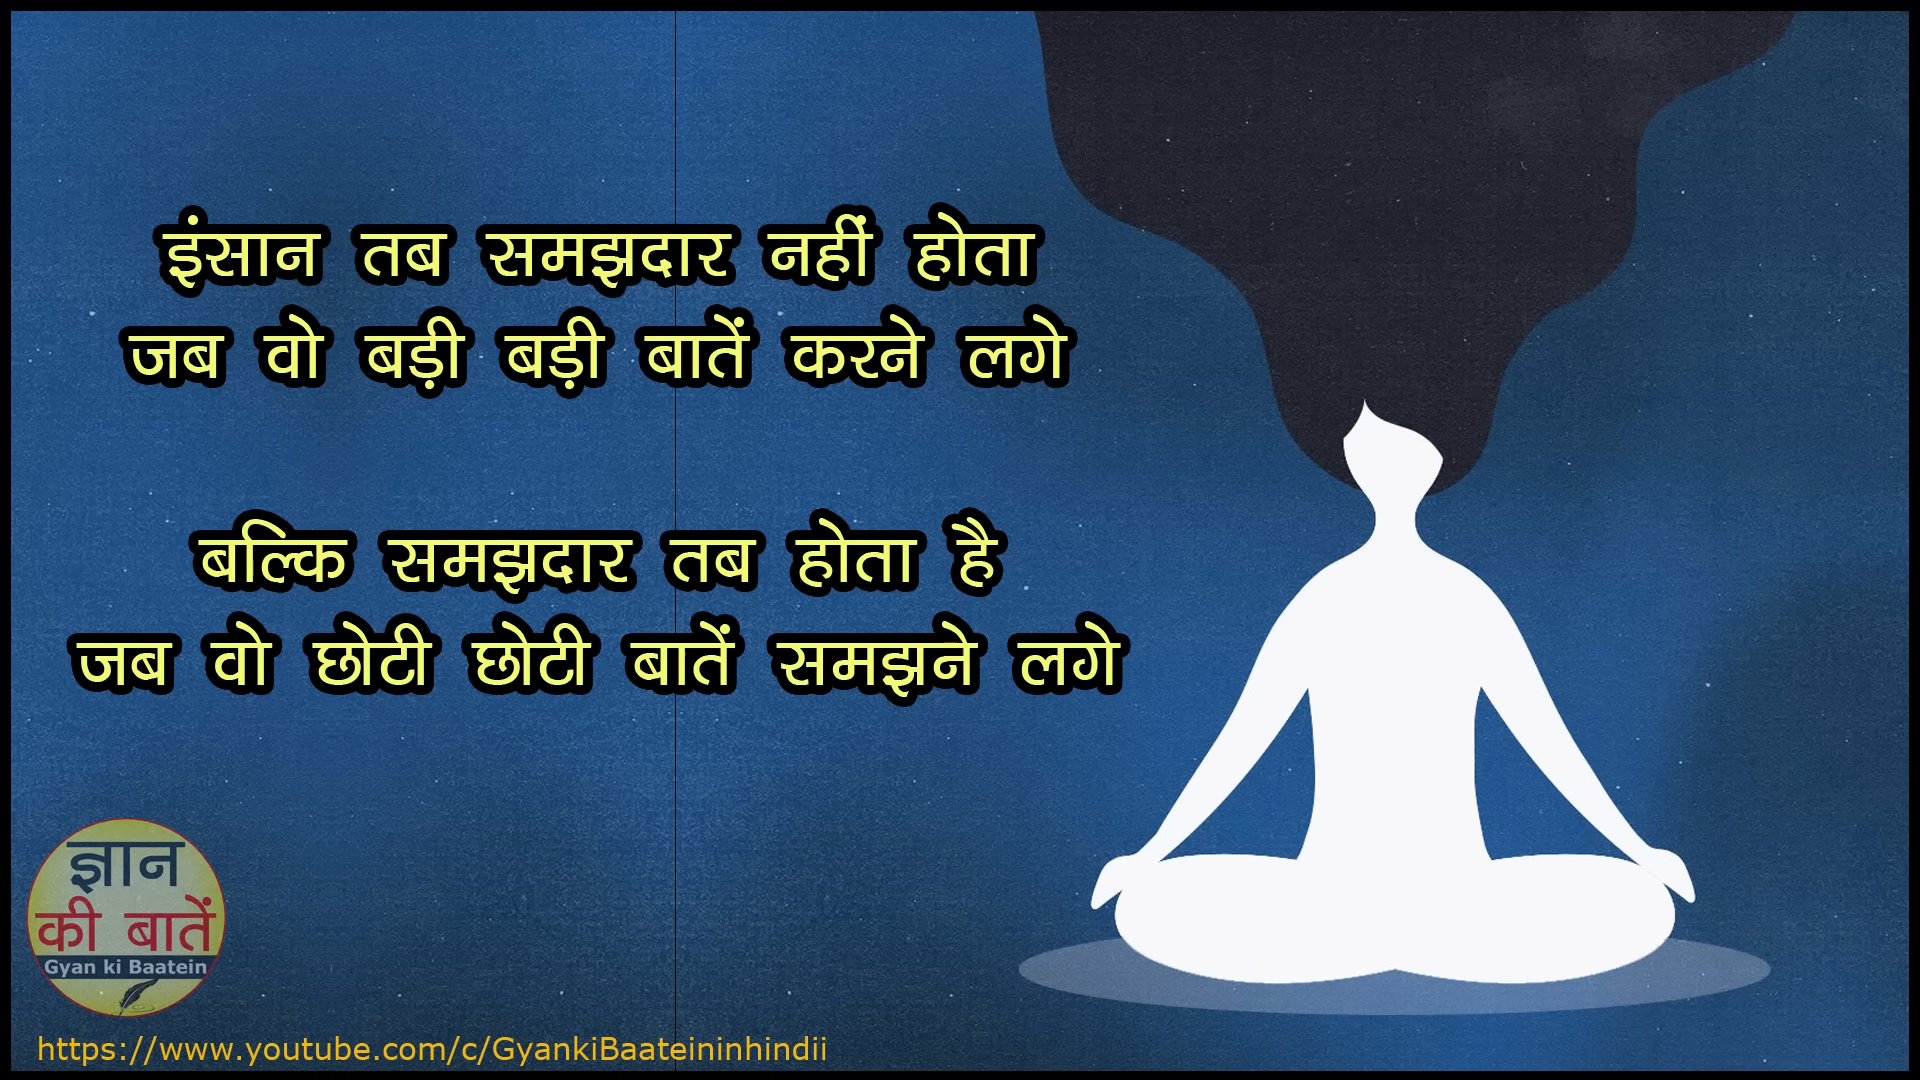 इंसान तब समझदार नहीं होता
जब वो बड़ी बड़ी बातें करने लगे
बल्कि समझदार तब होता है
जब वो छोटी छोटी बातें समझने लगे
ज्ञान
की बातें
Gyan ki Baatein
https://www.youtube.com/c/GyankiBaateininhindii